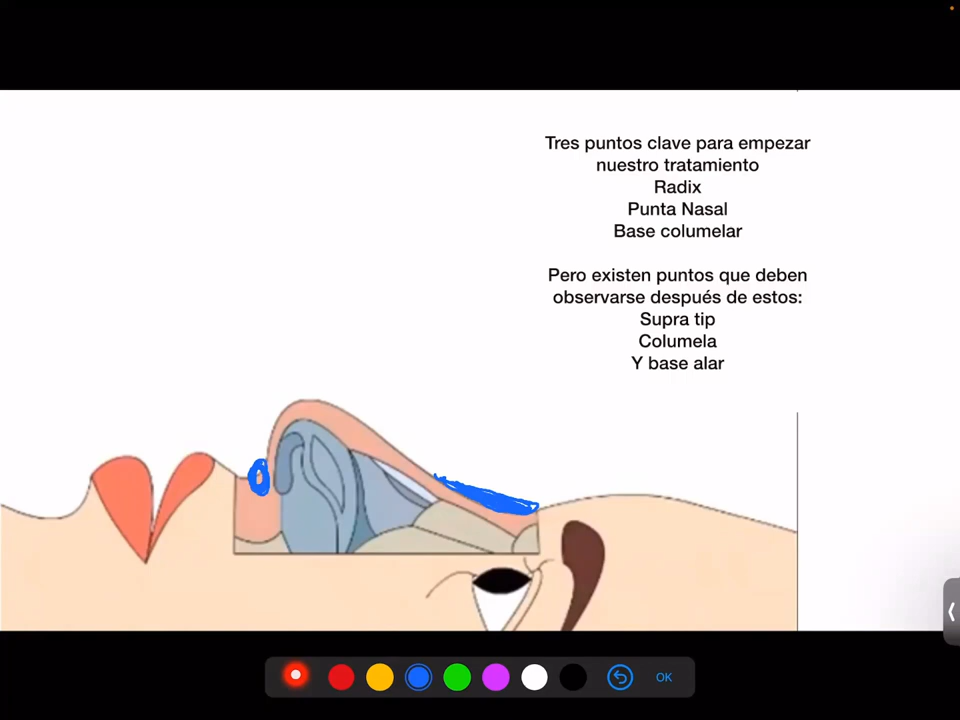 Tres puntos clave para empezar
nuestro tratamiento
Radix
Punta Nasal
Base columelar
Pero existen puntos que deben
observarse después de estos:
Supra tip
Columela
Y base alar
OK